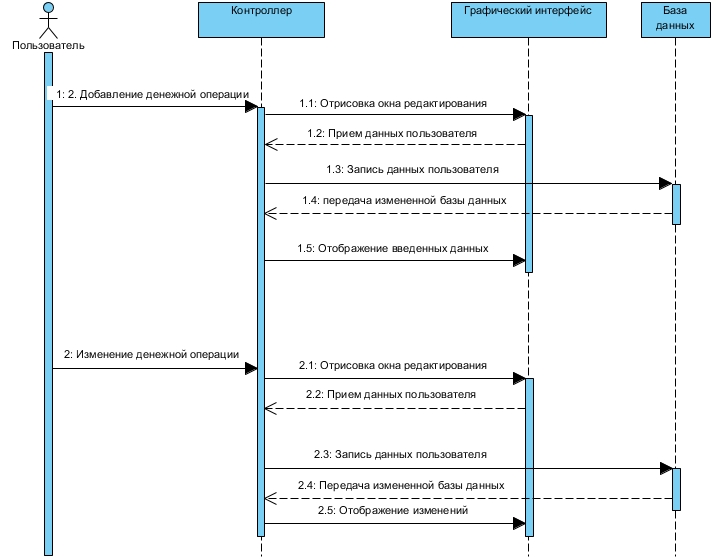 Контроллер
Графический интерфейс
База
данных
Пользователь
1: 2. Добавление денежной операции
1.1: Отрисовка окна редактирования
1.2: Прием данных пользователя
1.3: Запись данных пользователя
1.4: передача измененной базы данных
1.5: Отображение введенных данных
2: Изменение денежной операции
2.1: Отрисовка окна редактирования
2.2: Прием данных пользователя
2.3: Запись данных пользователя
2.4: Передача измененной базы данных
2.5: Отображение изменений